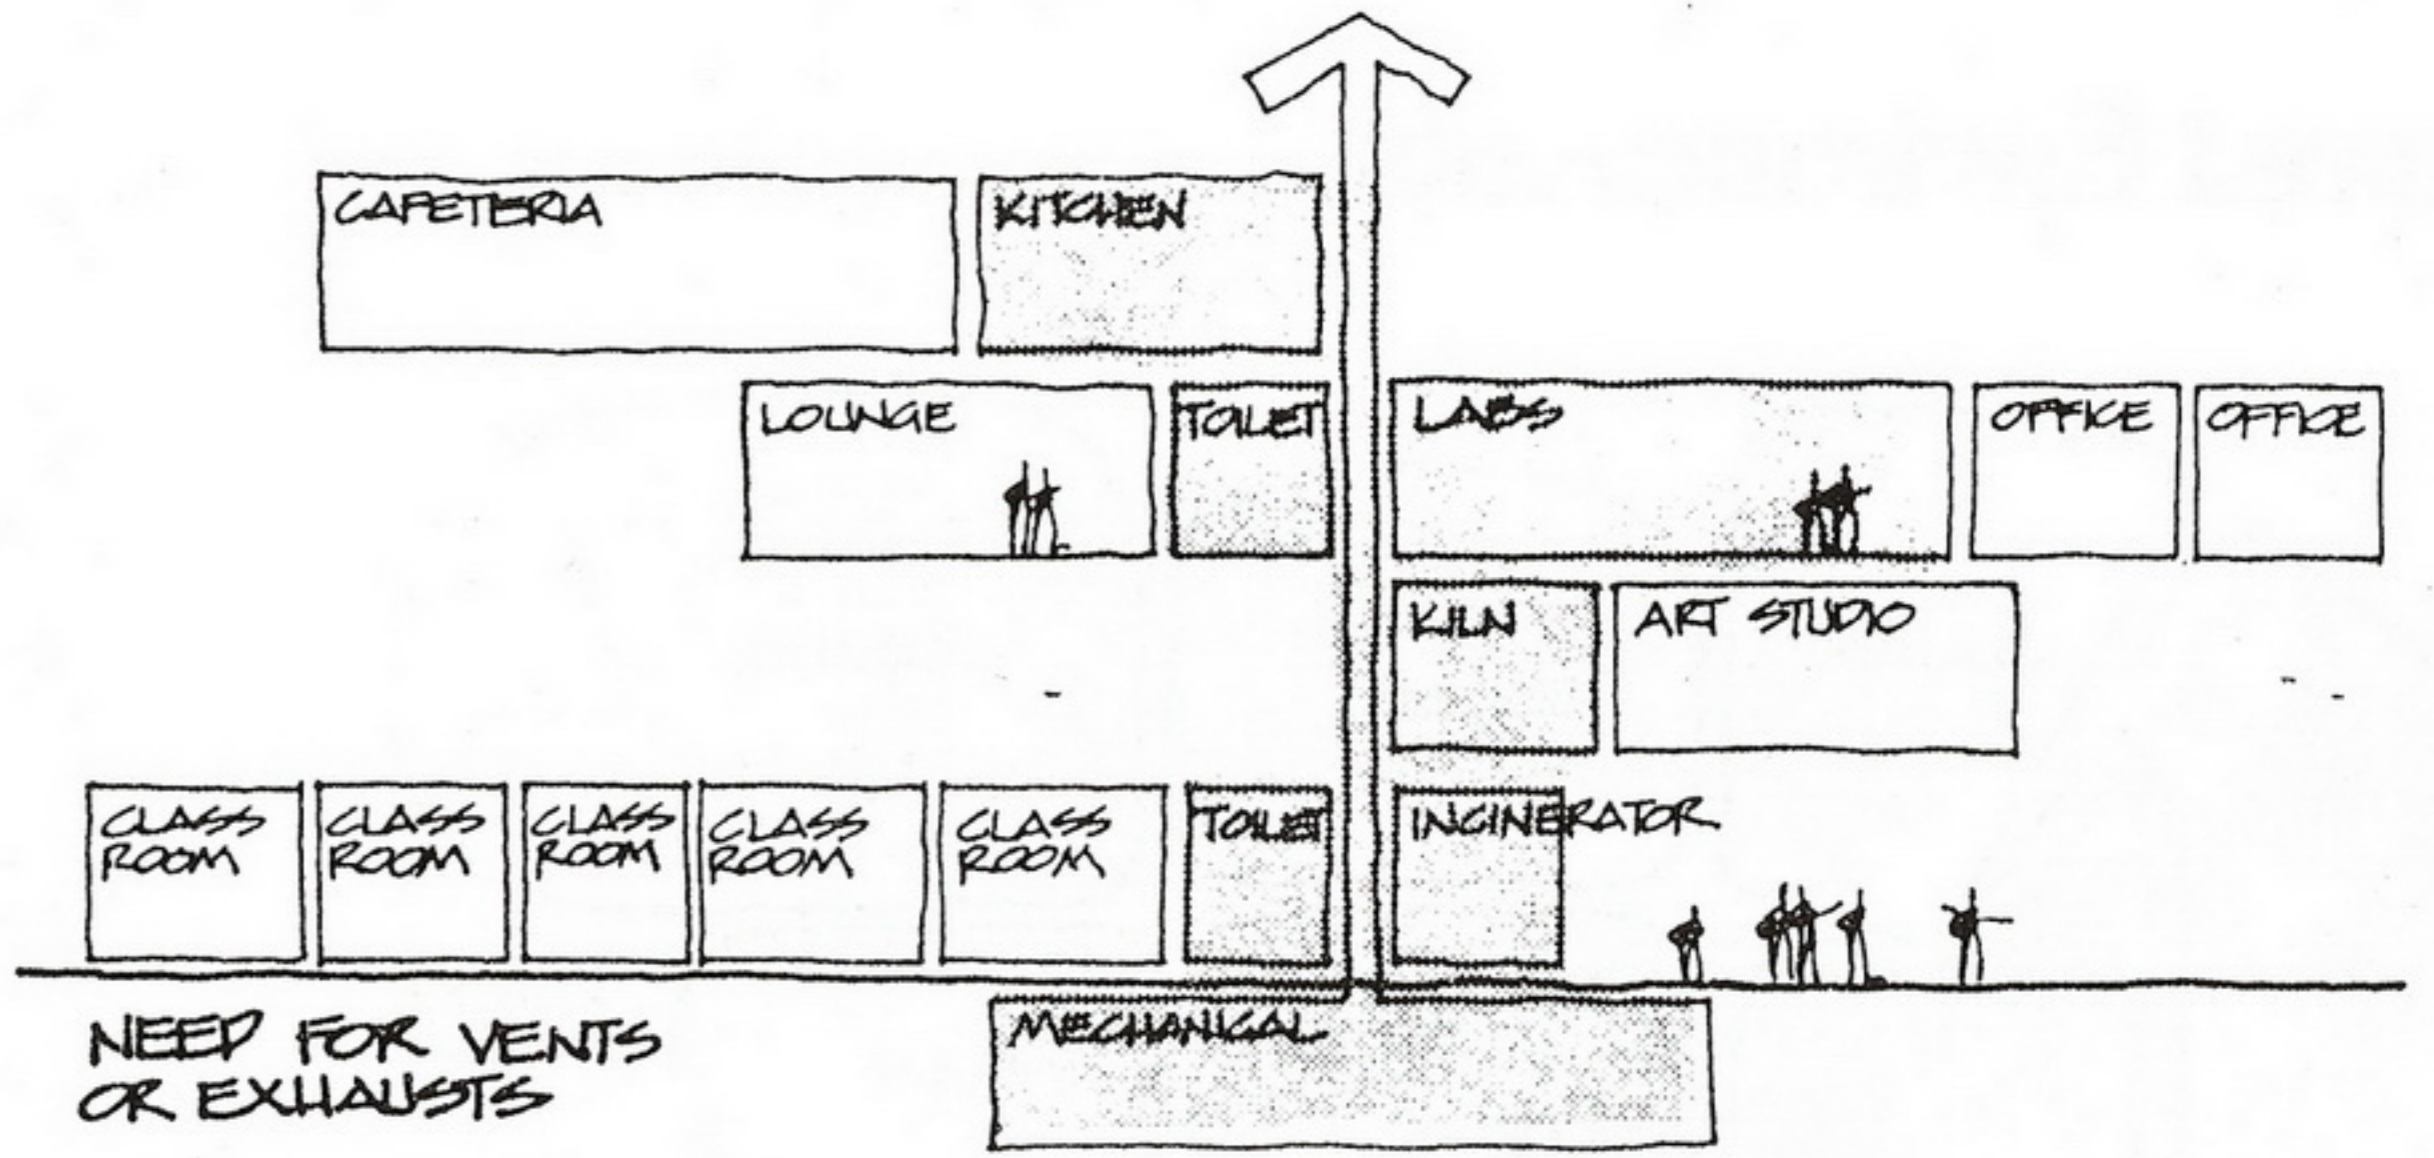 CAFETERIA
KITCHEN
LOUNGE
TOILET
LABS
OFFICE
OFFICE
KILN
ART STUDIO
CLASS
ROOM
CLASS
ROOM
CLASS
ROOM
CLASS
ROOM
CLASS
ROOM
TOILET
INCINERATOR
MECHANICAL
NEED FOR VENTS
OR EXHAUSTS